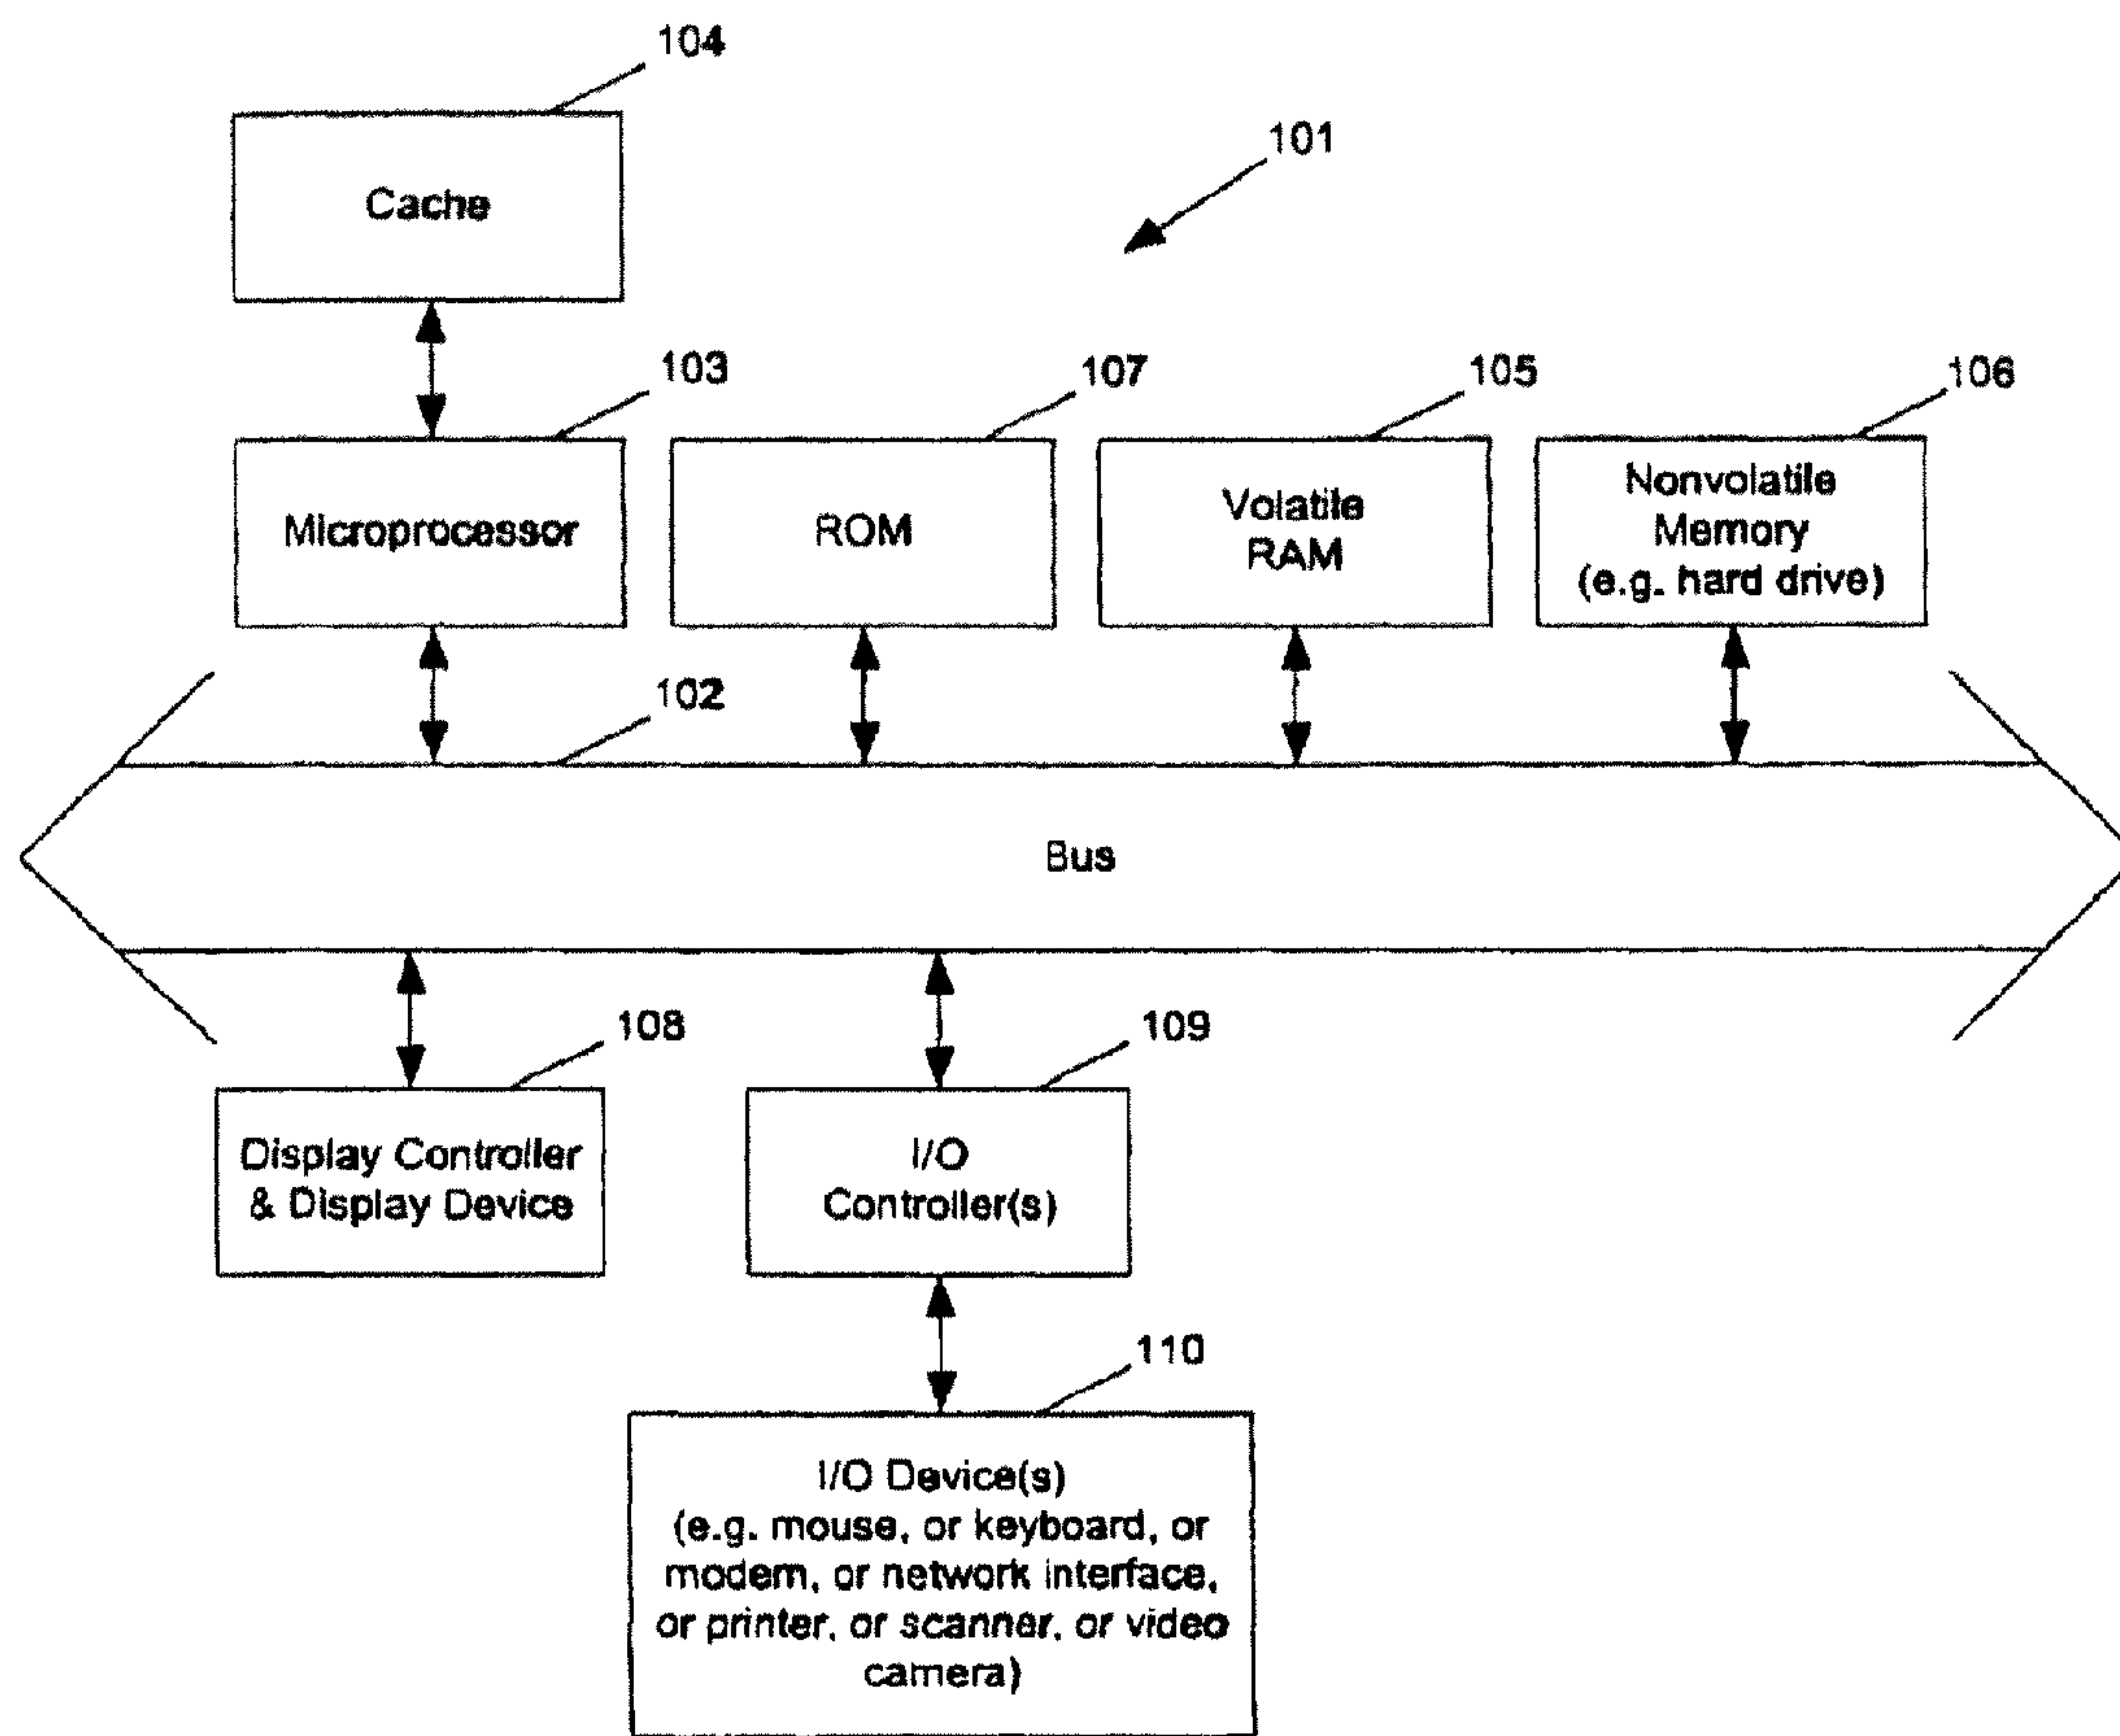 104
Cache
101
103
107
105
106
Microprocessor
ROM
Volatile
RAM
Nonvolatile
Memory
(e.g. hard drive)
102
Bus
108
109
Display Controller
& Display Device
I/O
Controller(s)
110
I/O Device(s)
(e.g. mouse, or keyboard, or
modem, or network interface,
or printer, or scanner, or video
camera)